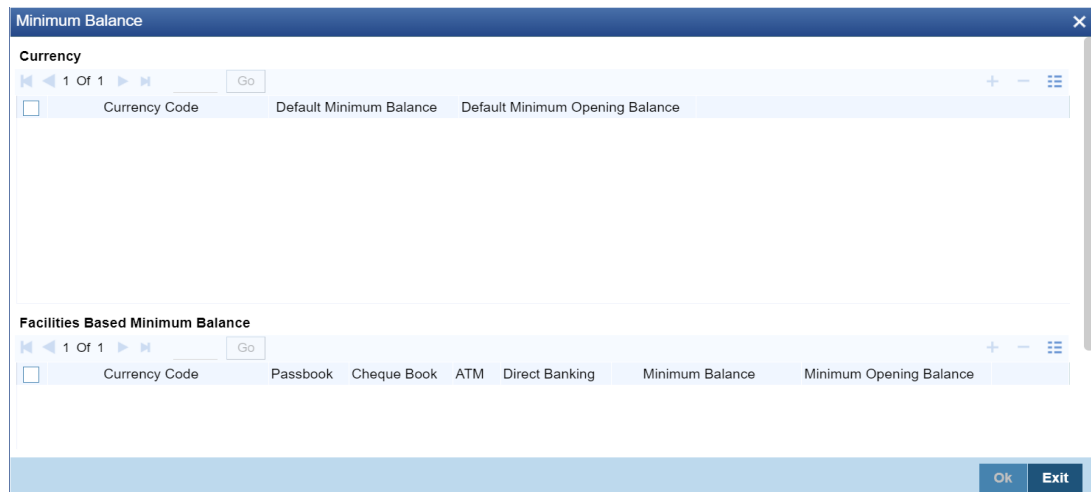 Minimum Balance
Currency
1 Of 1 Go
Currency Code Default Minimum Balance Default Minimum Opening Balance
Facilities Based Minimum Balance
1 Of 1 Go
Currency Code Passbook Cheque Book ATM Direct Banking Minimum Balance Minimum Opening Balance
Ok Exit